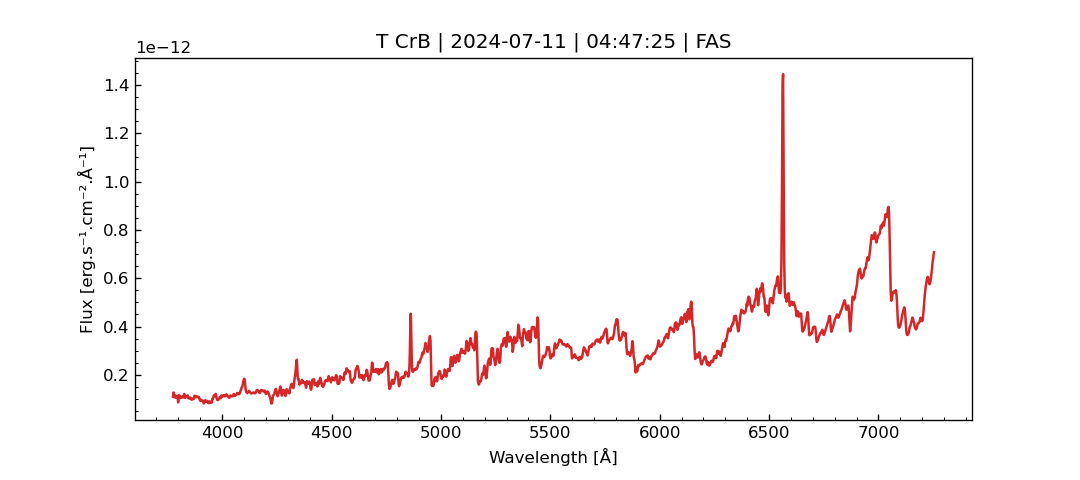 T CrB | 2024-07-11 | 04:47:25 | FAS
1e−12
1.4
1.2
1.0
0.8
0.6
0.4
0.2
Flux [erg.s⁻¹.cm⁻².Å⁻¹]
4000 4500 5000 5500 6000 6500 7000
Wavelength [Å]